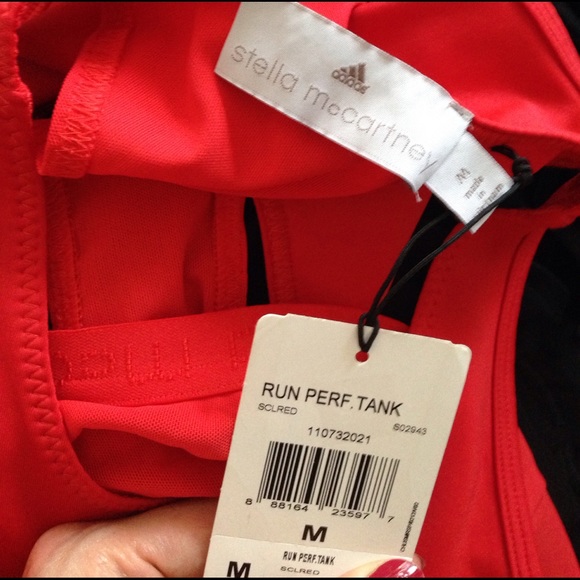 adidas
stella mccartney
M
made
in
RUN PERF.TANK
SCLRED
S02943
110732021
8 88164 23597 7
M
RUN PERF.TANK
SCLRED
M